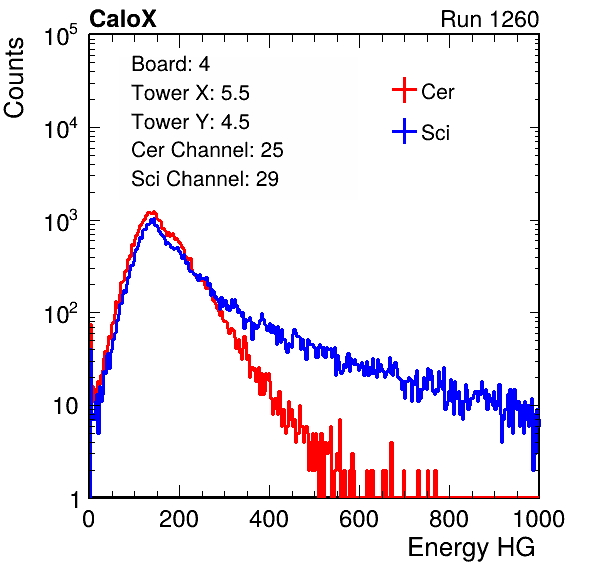 CaloX Run 1260
Counts
10^5
10^4
10^3
10^2
10
1
Board: 4
Tower X: 5.5
Tower Y: 4.5
Cer Channel: 25
Sci Channel: 29
Cer
Sci
0 200 400 600 800 1000
Energy HG